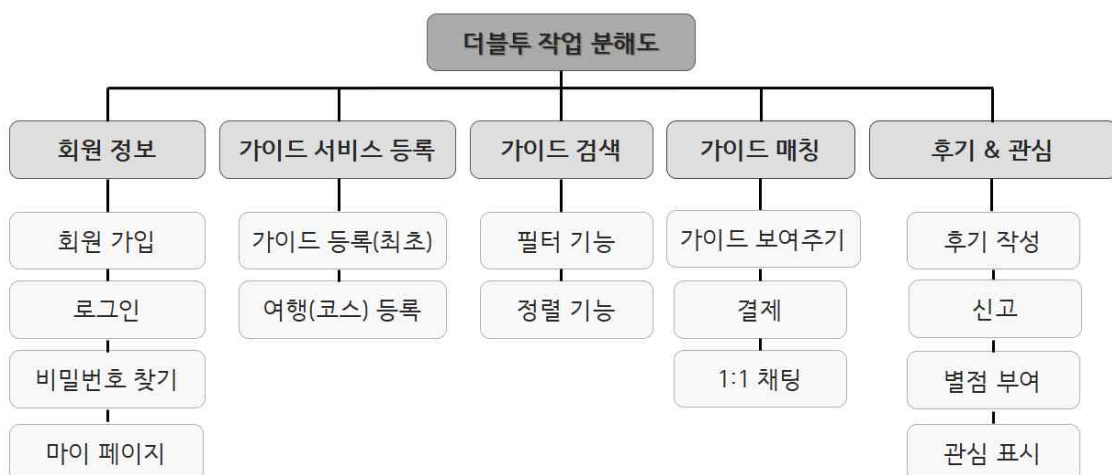 더블투 작업 분해도
회원 정보
가이드 서비스 등록
가이드 검색
가이드 매칭
후기 & 관심
회원 가입
가이드 등록(최초)
필터 기능
가이드 보여주기
후기 작성
로그인
여행(코스) 등록
정렬 기능
결제
신고
비밀번호 찾기
1:1 채팅
별점 부여
마이 페이지
관심 표시